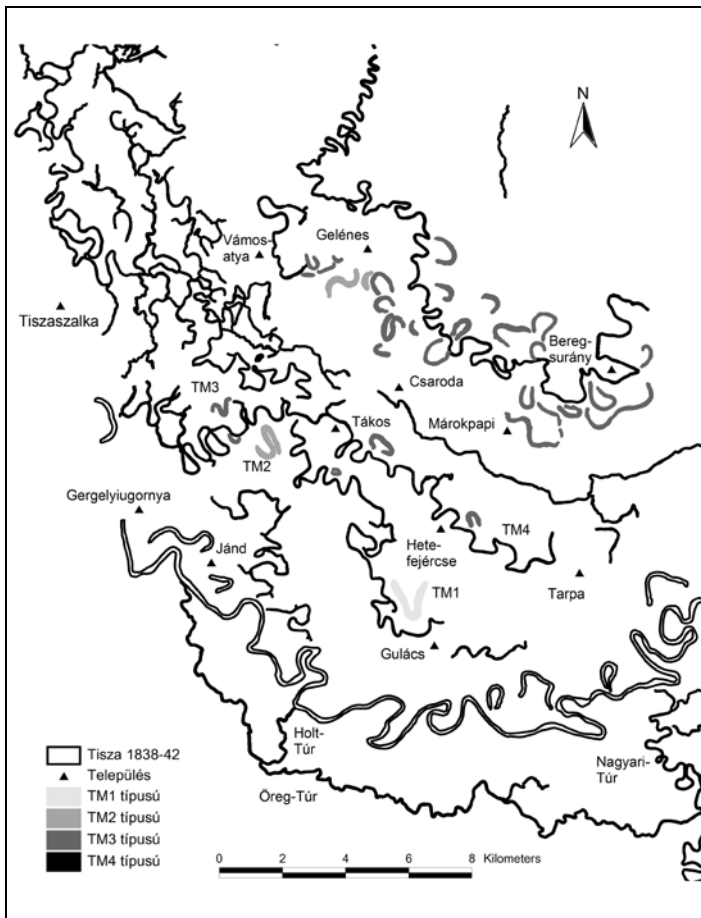 N
Vámos-
atya
Gelénes
Tiszaszalka
Bereg-
surány
TM3
Csaroda
Márokpapi
Tákos
TM2
Gergelyiugornya
Jánd
Hete-
fejércse
TM4
TM1
Tarpa
Gulács
Holt-
Túr
Nagyari-
Túr
Öreg-Túr
Tisza 1838-42
Település
TM1 típusú
TM2 típusú
TM3 típusú
TM4 típusú
0 2 4 6 8 Kilometers